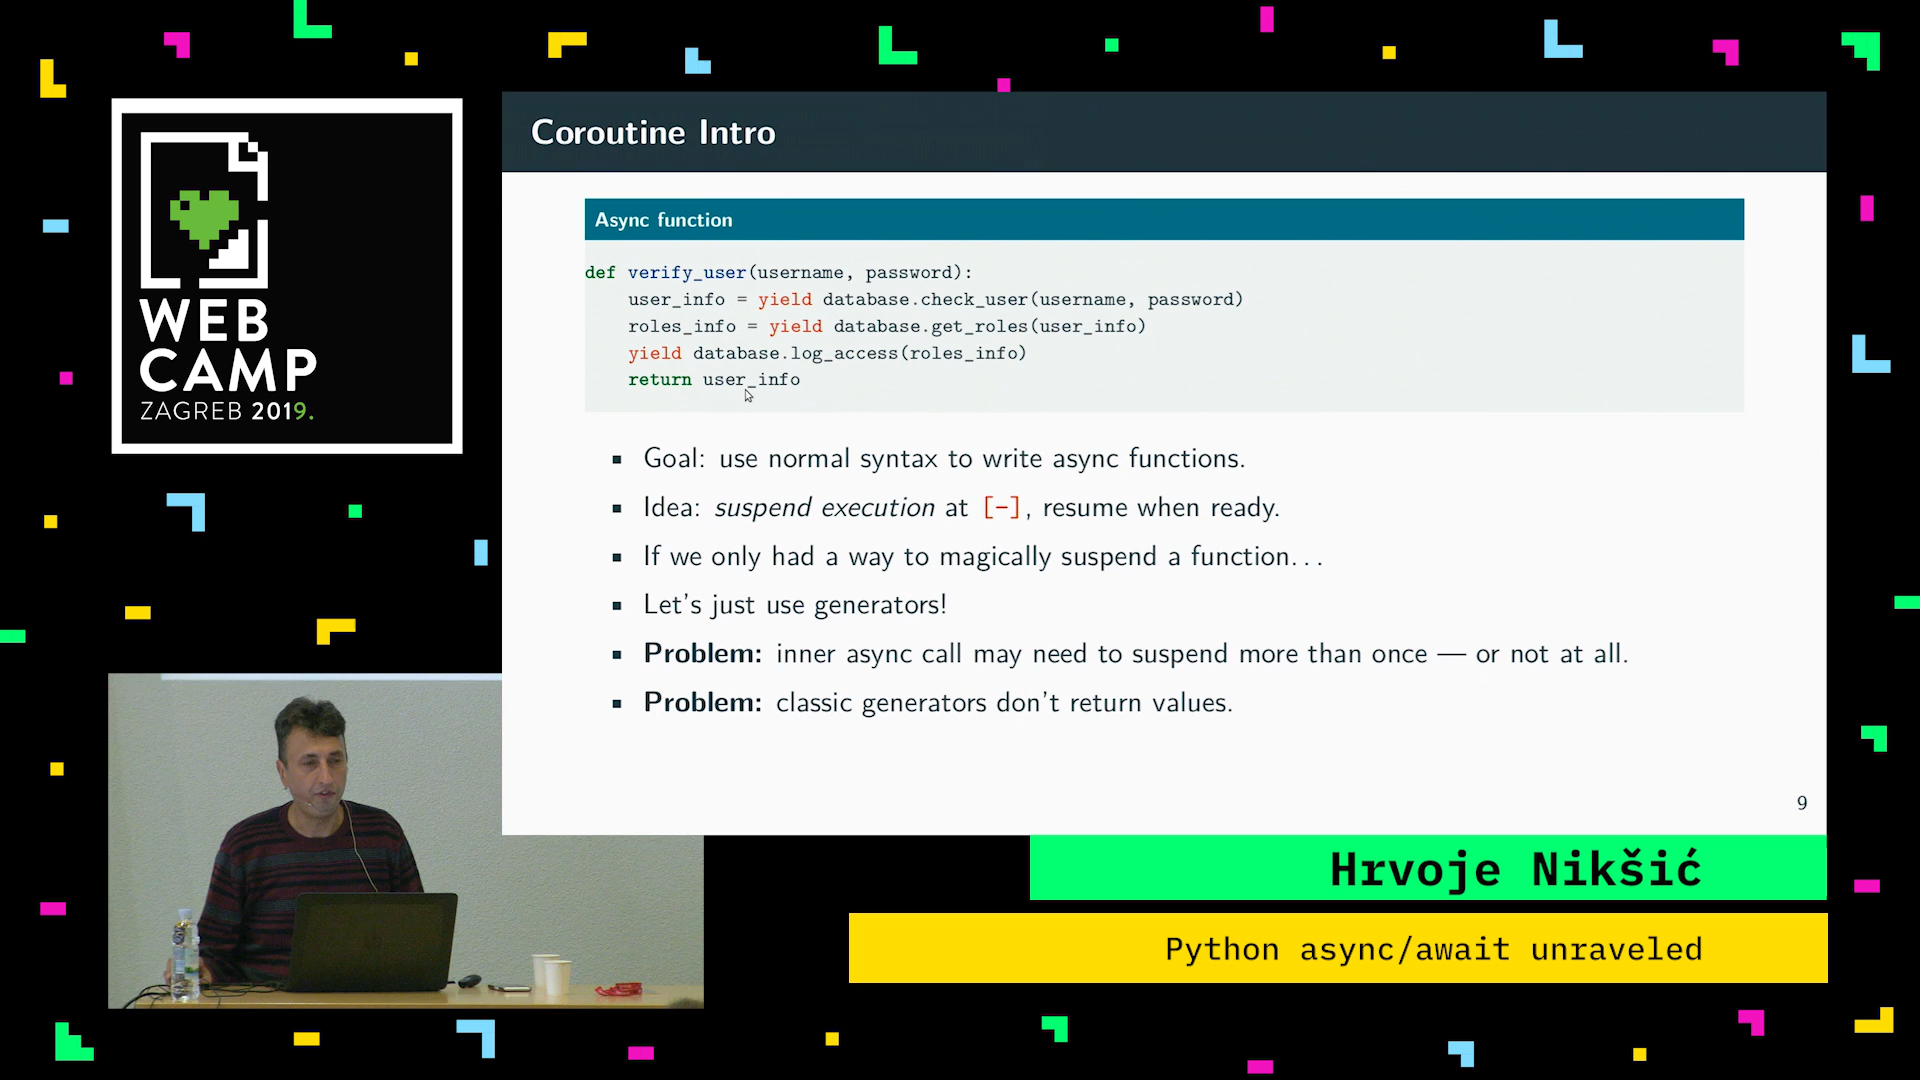 WEB
CAMP
ZAGREB 2019.
Coroutine Intro
Async function
def verify_user(username, password):
user_info = yield database.check_user(username, password)
roles_info = yield database.get_roles(user_info)
yield database.log_access(roles_info)
return user_info
Goal: use normal syntax to write async functions.
Idea: suspend execution at [-], resume when ready.
If we only had a way to magically suspend a function...
Let's just use generators!
Problem: inner async call may need to suspend more than once — or not at all.
Problem: classic generators don't return values.
9
Hrvoje Nikšić
Python async/await unraveled